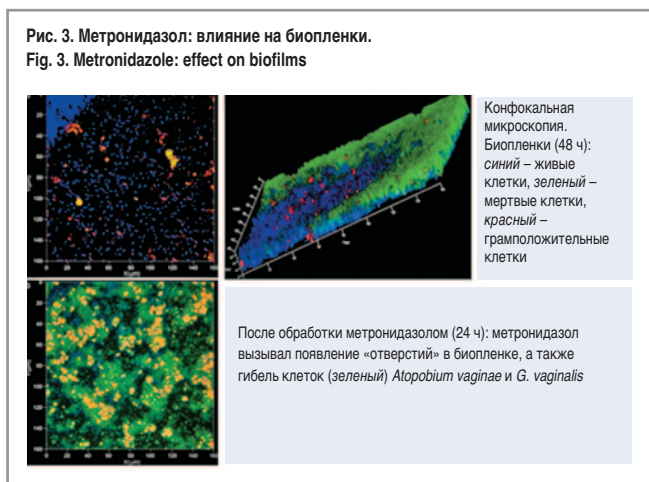 Рис. 3. Метронидазол: влияние на биопленки.
Fig. 3. Metronidazole: effect on biofilms
Конфокальная
микроскопия.
Биопленки (48 ч):
синий – живые
клетки, зеленый –
мертвые клетки,
красный –
грамположительные
клетки
После обработки метронидазолом (24 ч): метронидазол
вызывал появление «отверстий» в биопленке, а также
гибель клеток (зеленый) Atopobium vaginae и G. vaginalis